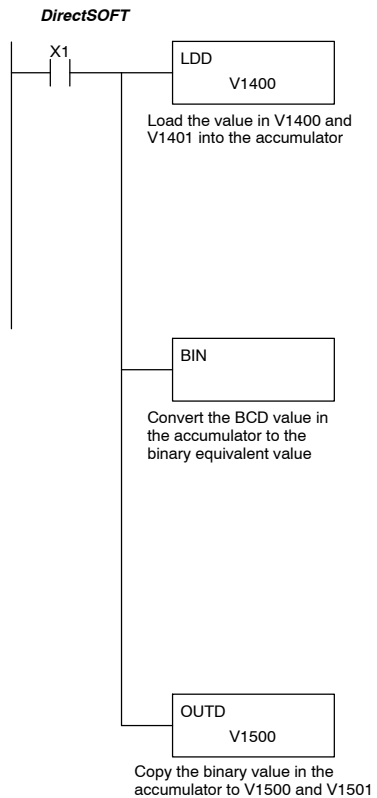 DirectSOFT
X1
LDD
V1400
Load the value in V1400 and
V1401 into the accumulator
BIN
Convert the BCD value in
the accumulator to the
binary equivalent value
OUTD
V1500
Copy the binary value in the
accumulator to V1500 and V1501